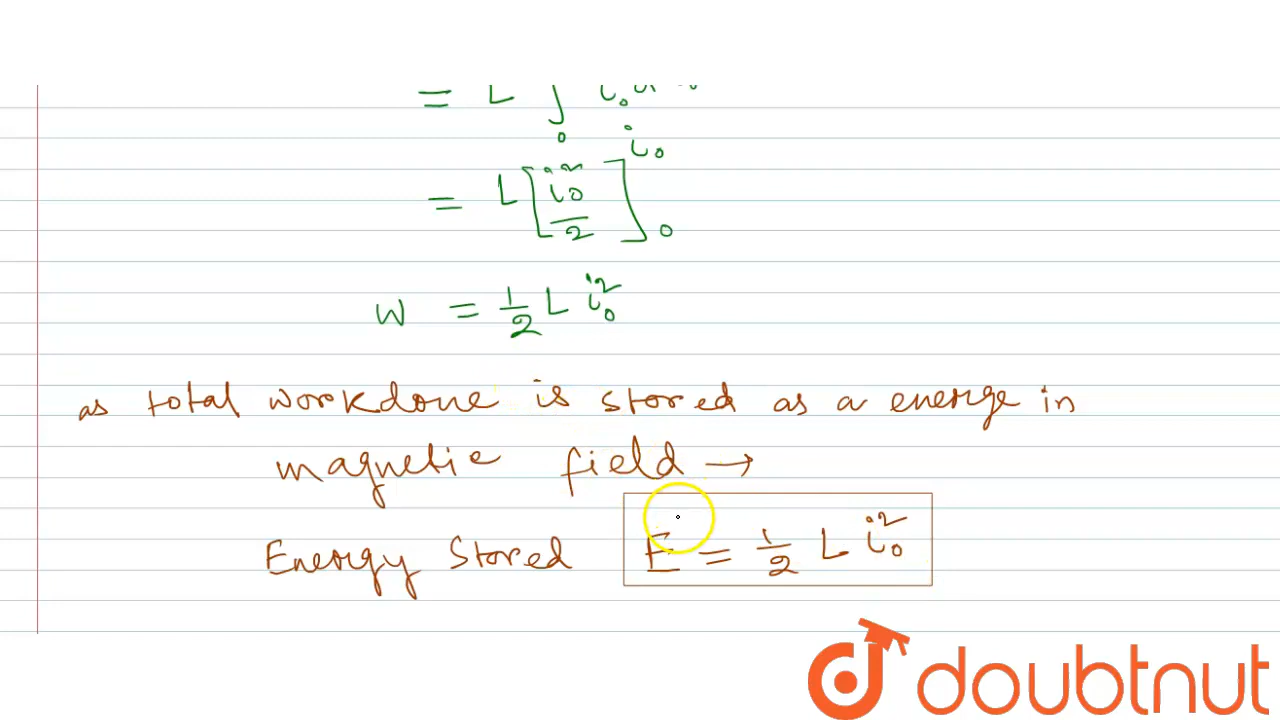 = L ∫₀
= L [i₀²/2]₀^i₀
W = 1/2 L i₀²
as total workdone is stored as a energe in
magnetic field →
Energy Stored E = 1/2 L i₀²
doubtnut